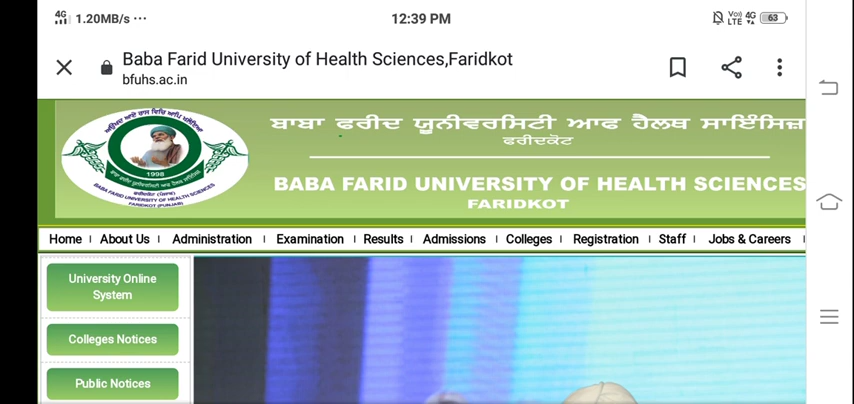 4G 1.20MB/s ···
12:39 PM
Vo)) LTE 4G 63
Baba Farid University of Health Sciences,Faridkot
bfuhs.ac.in
ਬਾਬਾ ਫਰੀਦ ਯੂਨੀਵਰਸਿਟੀ ਆਫ ਹੈਲਥ ਸਾਇੰਸਿਜ਼
ਫਰੀਦਕੋਟ
BABA FARID UNIVERSITY OF HEALTH SCIENCES
FARIDKOT
1998
BABA FARID UNIVERSITY OF HEALTH SCIENCES
FARIDKOT (PUNJAB)
Home | About Us | Administration | Examination | Results | Admissions | Colleges | Registration | Staff | Jobs & Careers |
University Online
System
Colleges Notices
Public Notices